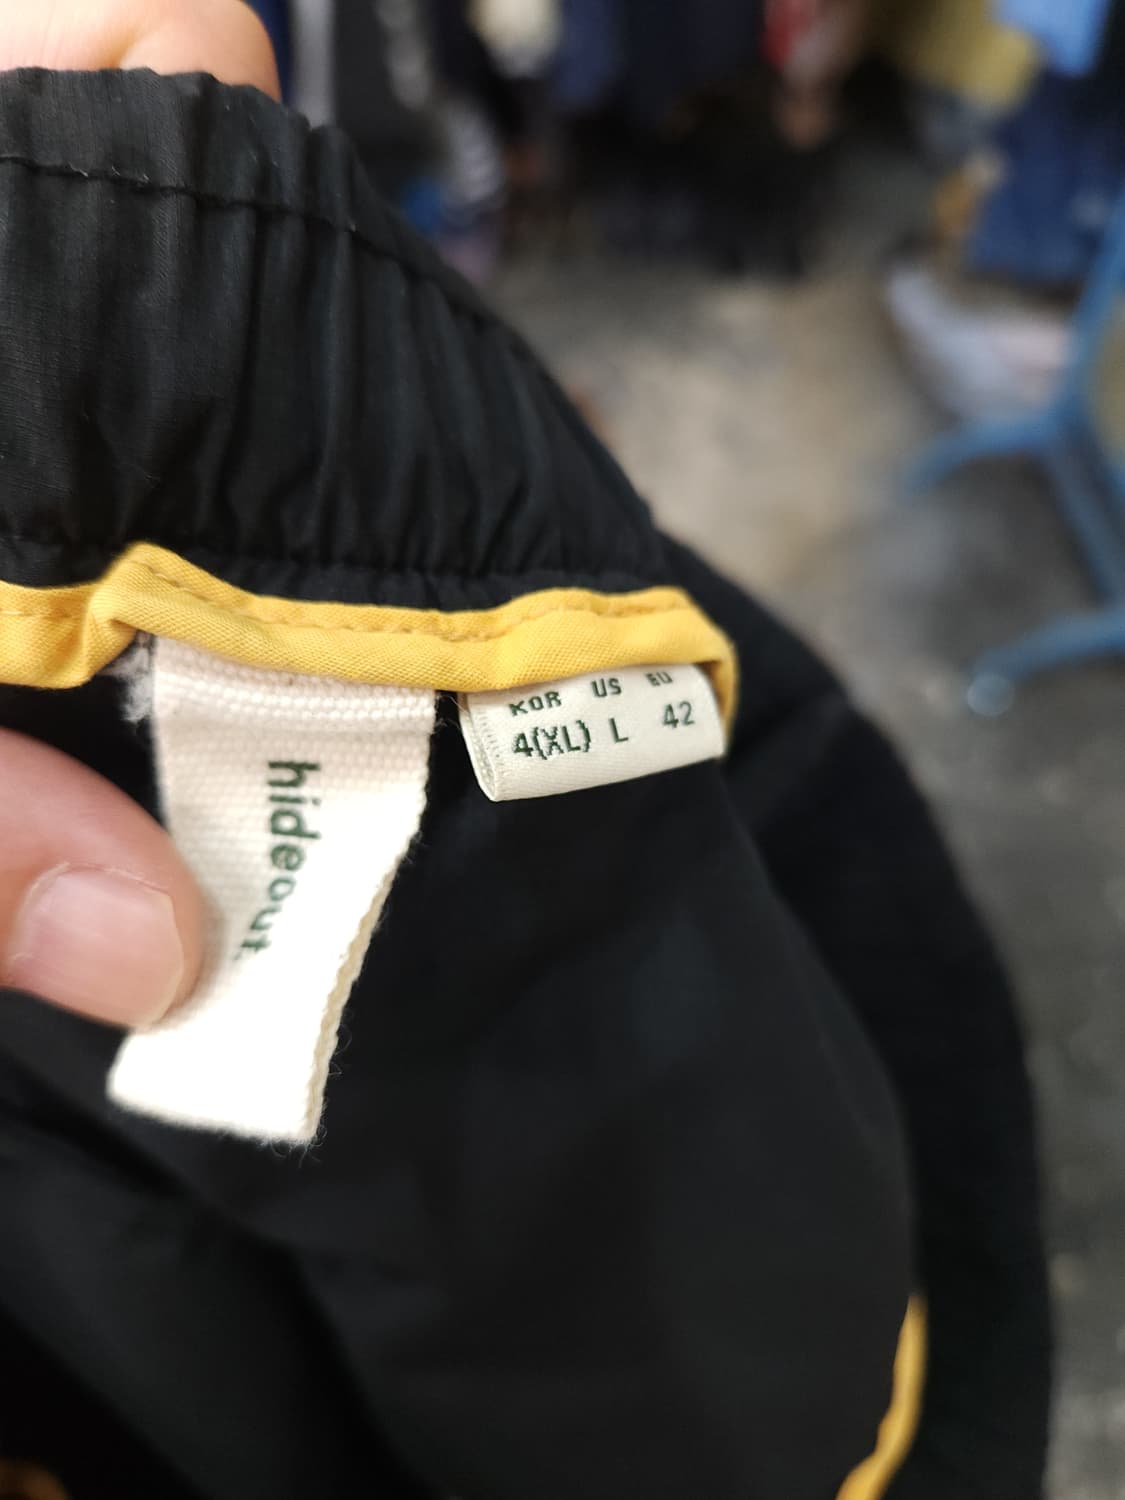 hideout.
KOR US EU
4(XL) L 42